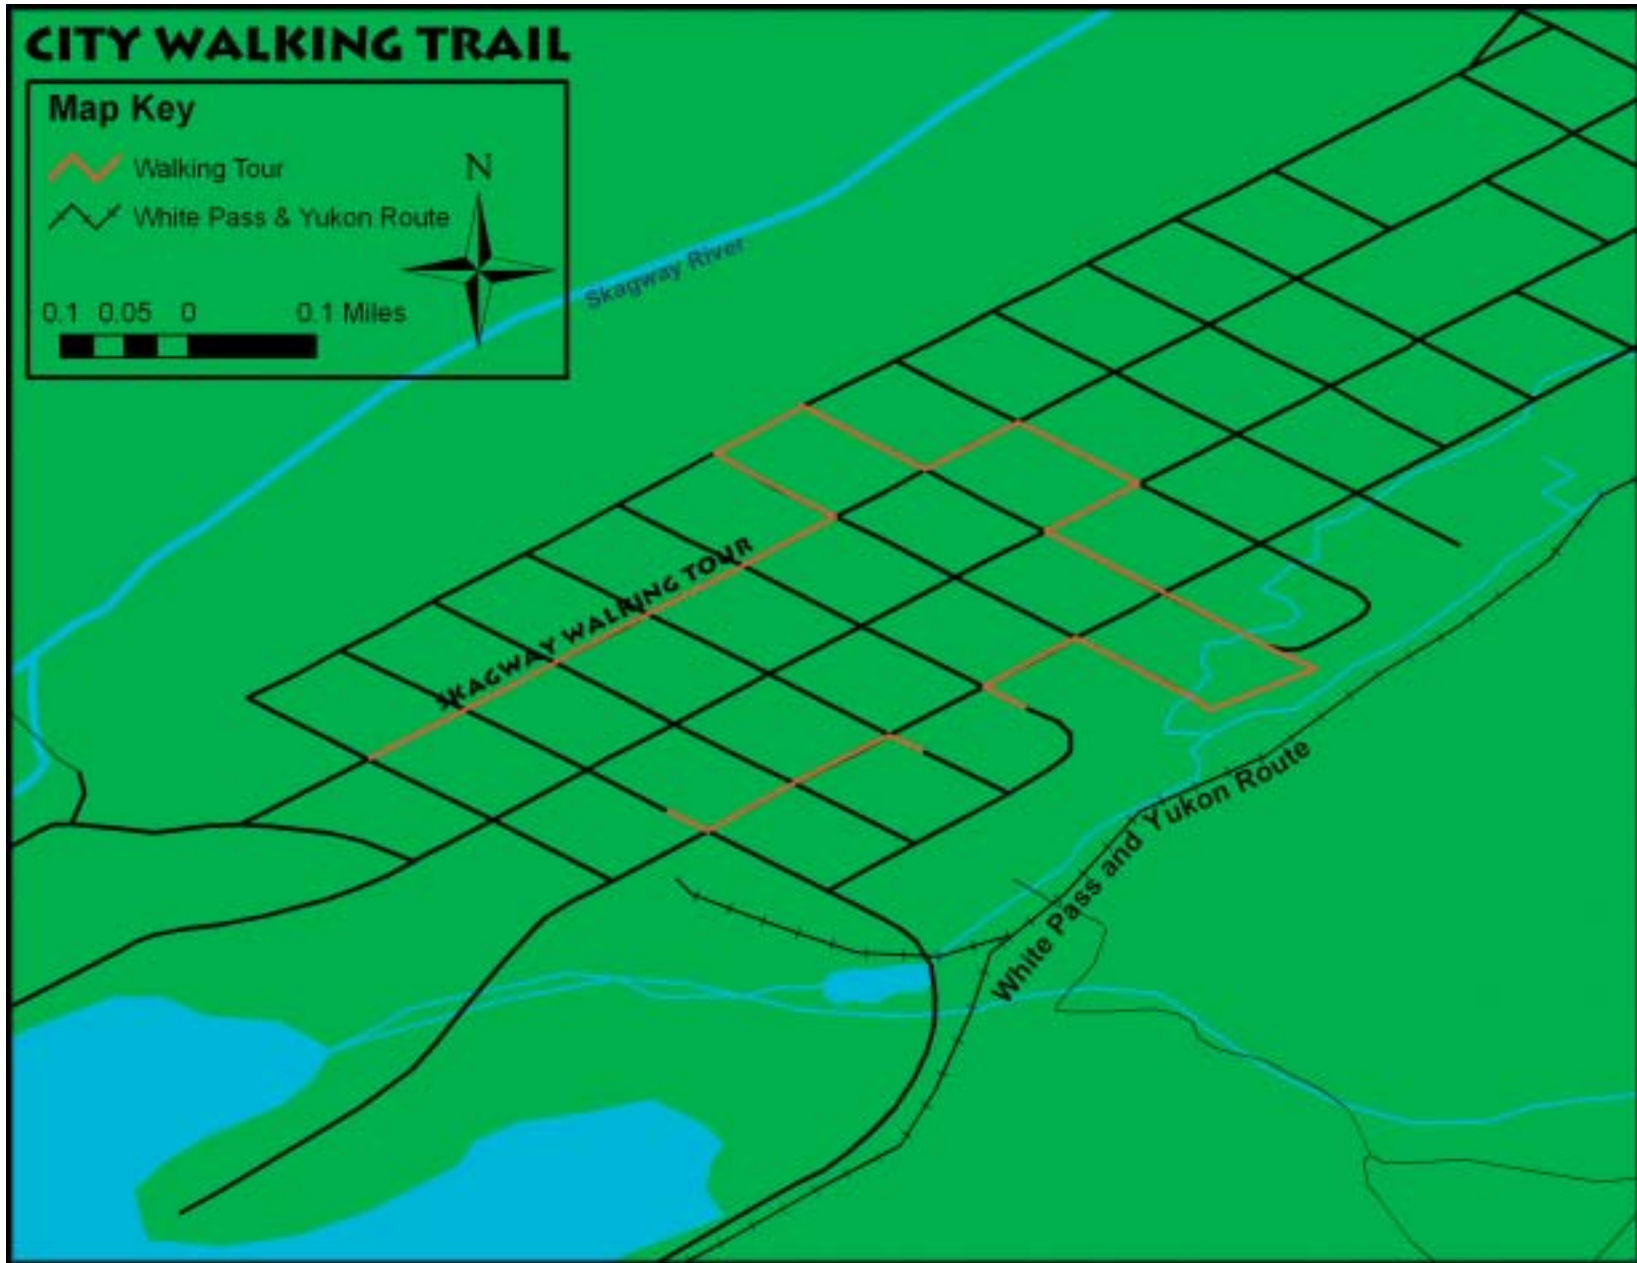 CITY WALKING TRAIL
Map Key
Walking Tour
White Pass & Yukon Route
N
0.1 0.05 0 0.1 Miles
Skagway River
SKAGWAY WALKING TOUR
White Pass and Yukon Route